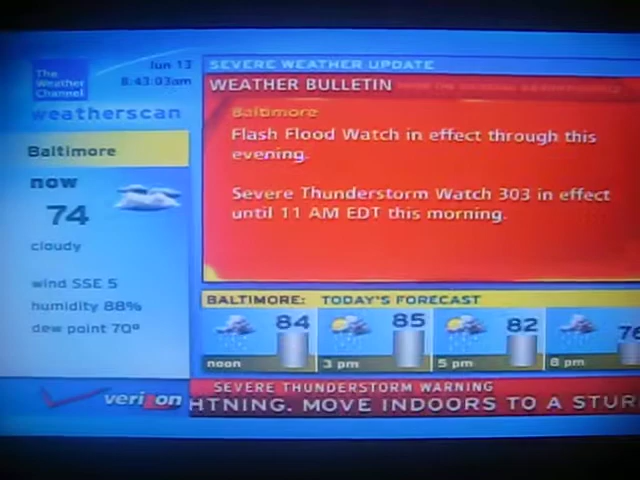 The
Weather
Channel
Jun 13
8:43:03am
weatherscan
Baltimore
now
74
cloudy
wind SSE 5
humidity 88%
dew point 70°
SEVERE WEATHER UPDATE
WEATHER BULLETIN
Baltimore
Flash Flood Watch in effect through this
evening.
Severe Thunderstorm Watch 303 in effect
until 11 AM EDT this morning.
BALTIMORE: TODAY'S FORECAST
84 85 82 78
noon 3 pm 5 pm 8 pm
verizon
SEVERE THUNDERSTORM WARNING
HTNING. MOVE INDOORS TO A STUR